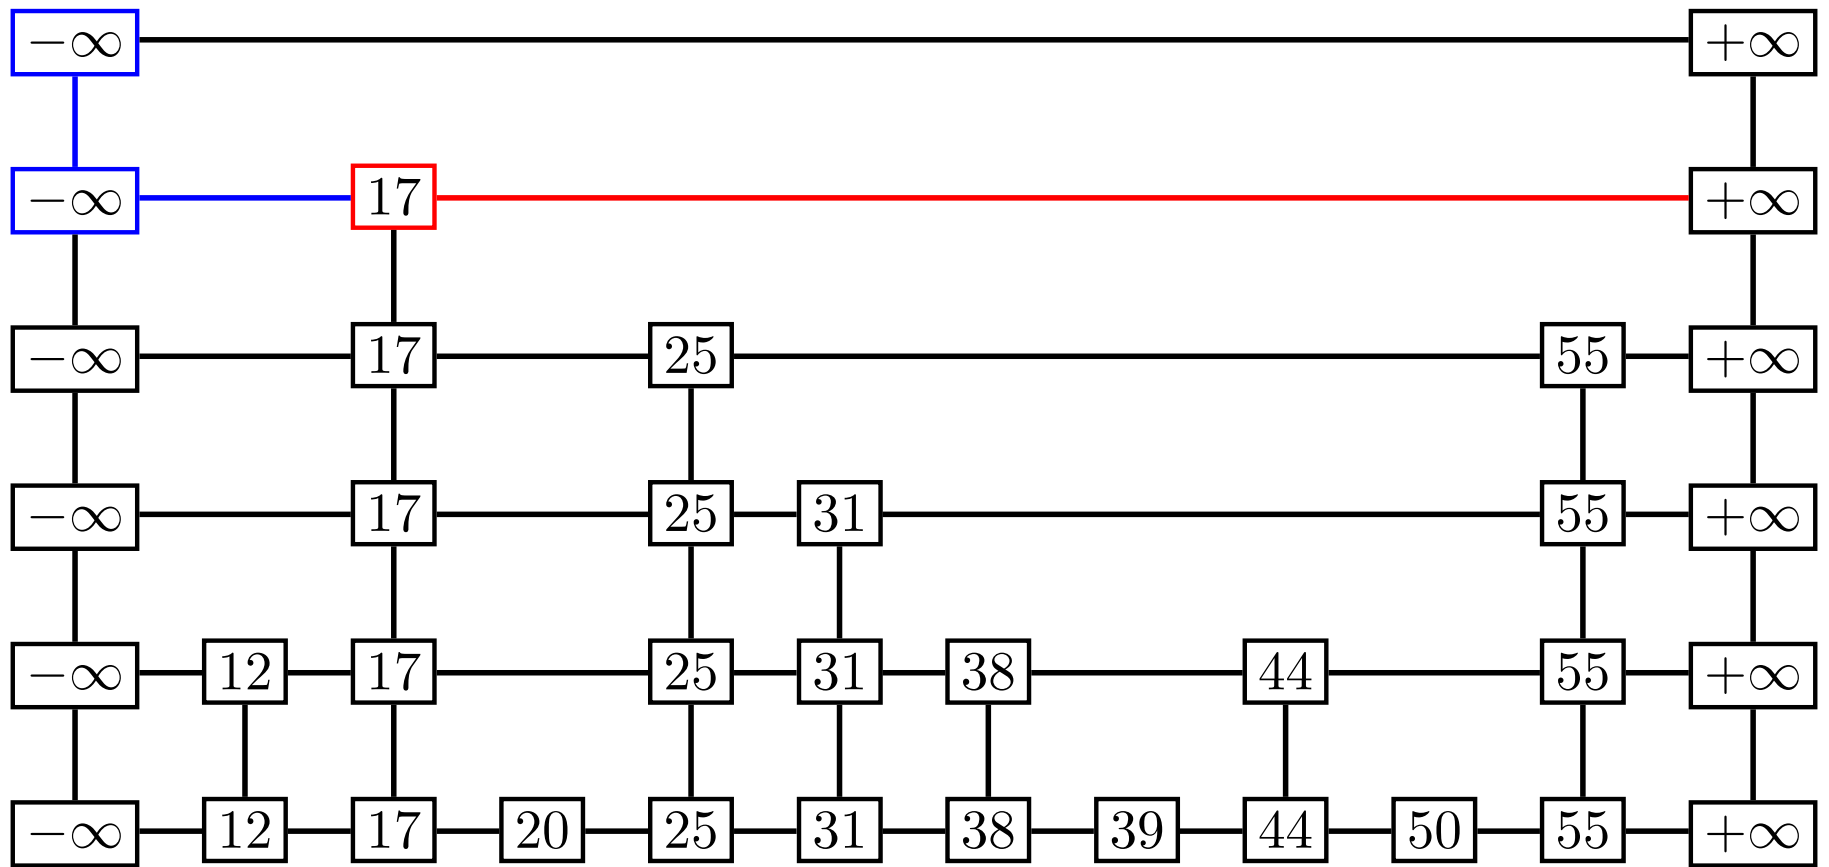 −∞ +∞
−∞ 17 +∞
−∞ 17 25 55 +∞
−∞ 17 25 31 55 +∞
−∞ 12 17 25 31 38 44 55 +∞
−∞ 12 17 20 25 31 38 39 44 50 55 +∞